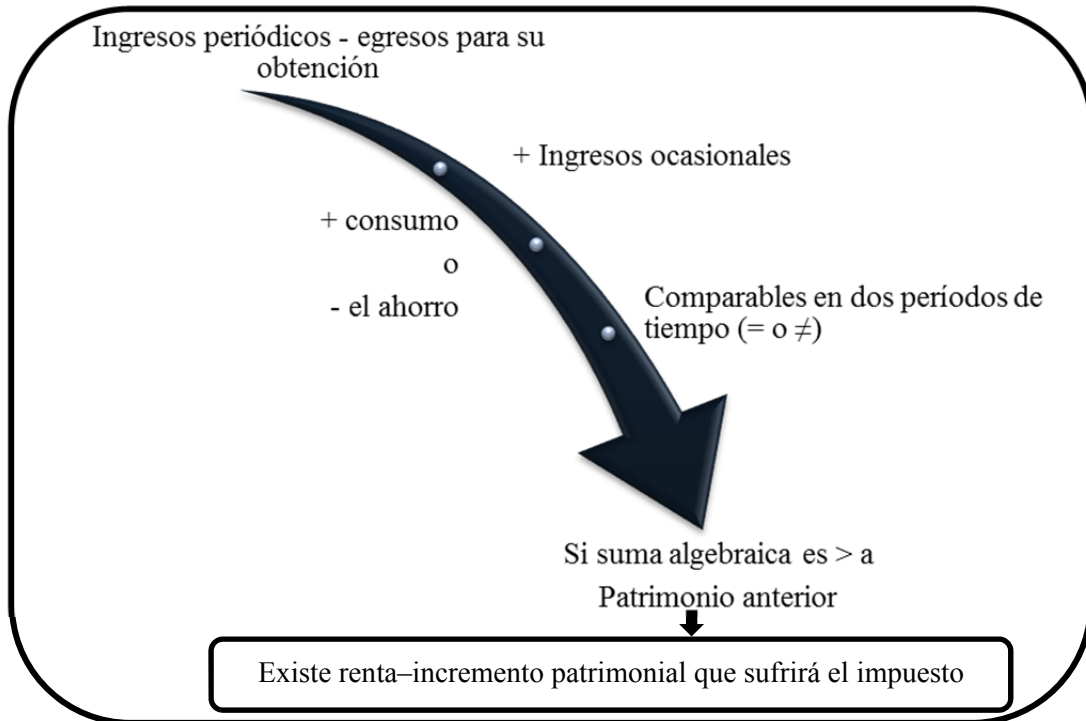 Ingresos periódicos - egresos para su
obtención
+ Ingresos ocasionales
+ consumo
o
- el ahorro
Comparables en dos períodos de
tiempo (= o ≠)
Si suma algebraica es > a
Patrimonio anterior
Existe renta–incremento patrimonial que sufrirá el impuesto